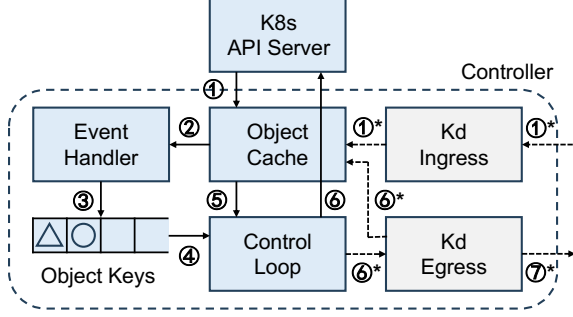 K8s
API Server
Controller
①
Event
Handler
②
Object
Cache
①*
Kd
Ingress
①*
③
⑤
⑥
⑥*
④
Control
Loop
⑥*
Kd
Egress
⑦*
Object Keys